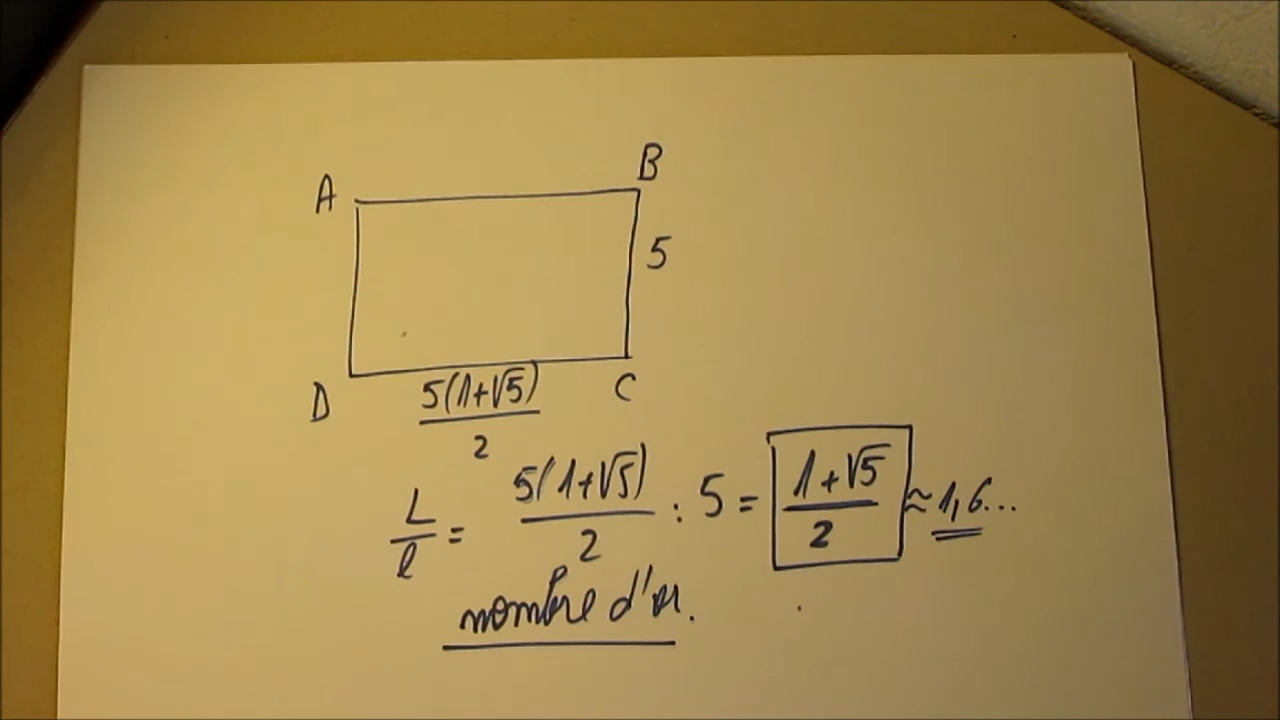 A B
5
D C
5(1+√5)/2
L/l = 5(1+√5)/2 : 5 = 1+√5/2 ≈ 1,6...
nombre d'or.